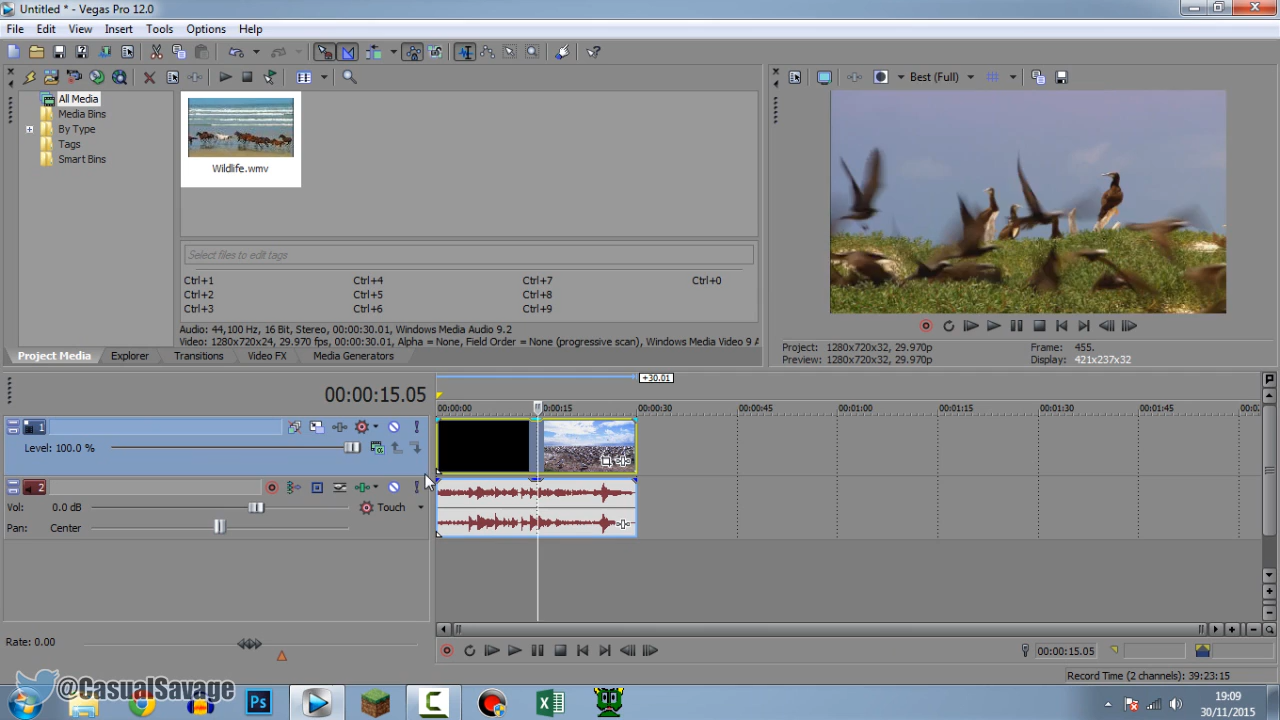 Untitled * - Vegas Pro 12.0
File Edit View Insert Tools Options Help
Best (Full)
All Media
Media Bins
By Type
Tags
Smart Bins
Wildlife.wmv
Select files to edit tags
Ctrl+1 Ctrl+4 Ctrl+7 Ctrl+0
Ctrl+2 Ctrl+5 Ctrl+8
Ctrl+3 Ctrl+6 Ctrl+9
Audio: 44,100 Hz, 16 Bit, Stereo, 00:00:30.01, Windows Media Audio 9.2
Video: 1280x720x24, 29.970 fps, 00:00:30.01, Alpha = None, Field Order = None (progressive scan), Windows Media Video 9 A
Project Media Explorer Transitions Video FX Media Generators
Project: 1280x720x32, 29.970p Frame: 455.
Preview: 1280x720x32, 29.970p Display: 421x237x32
00:00:15.05
+30.01
00:00:00 0:00:15 00:00:30 00:00:45 00:01:00 00:01:15 00:01:30 00:01:45 00:0
1
Level: 100.0 %
2
Vol: 0.0 dB Touch
Pan: Center
Rate: 0.00
00:00:15.05
Record Time (2 channels): 39:23:15
@CasualSavage
Ps
19:09
30/11/2015